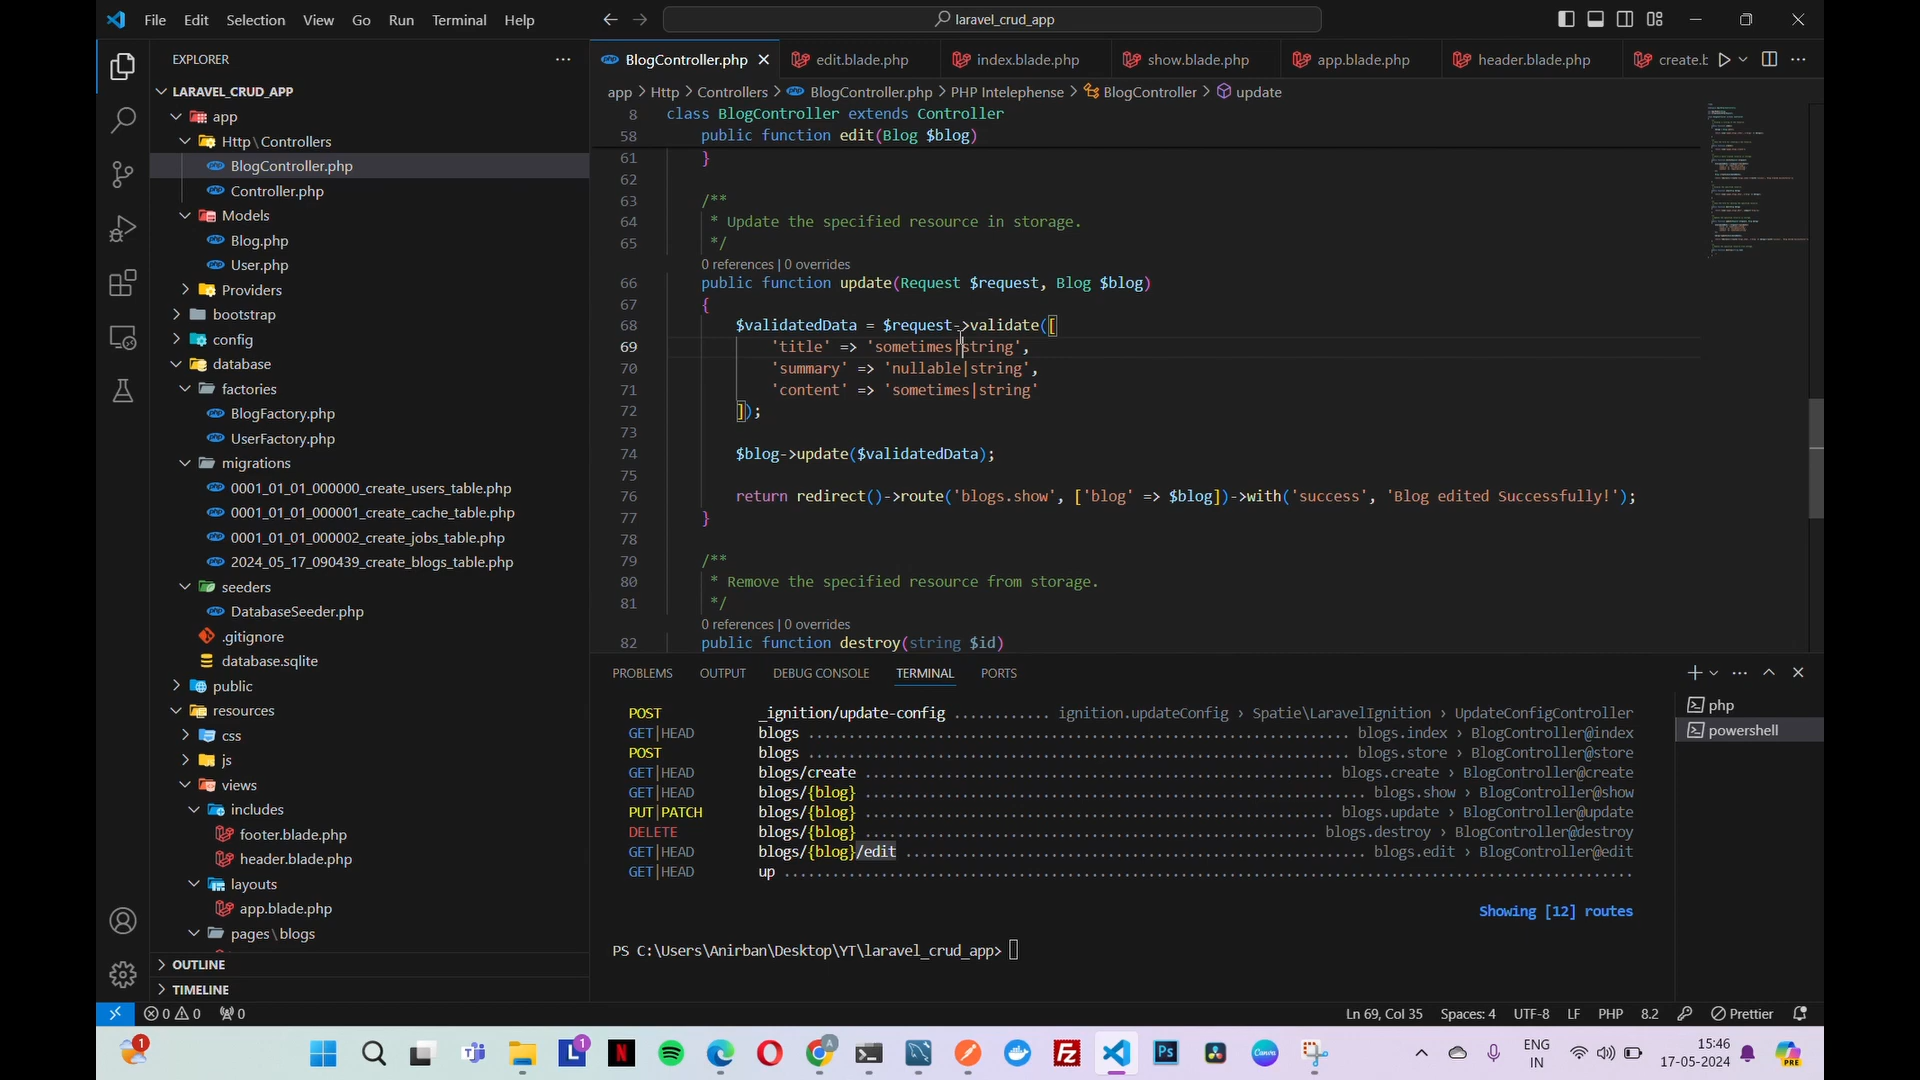 File Edit Selection View Go Run Terminal Help
laravel_crud_app
EXPLORER
LARAVEL_CRUD_APP
app
Http\Controllers
BlogController.php
Controller.php
Models
Blog.php
User.php
Providers
bootstrap
config
database
factories
BlogFactory.php
UserFactory.php
migrations
0001_01_01_000000_create_users_table.php
0001_01_01_000001_create_cache_table.php
0001_01_01_000002_create_jobs_table.php
2024_05_17_090439_create_blogs_table.php
seeders
DatabaseSeeder.php
.gitignore
database.sqlite
public
resources
css
js
views
includes
footer.blade.php
header.blade.php
layouts
app.blade.php
pages\blogs
OUTLINE
TIMELINE
BlogController.php edit.blade.php index.blade.php show.blade.php app.blade.php header.blade.php create.b
app > Http > Controllers > BlogController.php > PHP Intelephense > BlogController > update
8 class BlogController extends Controller
58 public function edit(Blog $blog)
61 }
62
63 /**
64 * Update the specified resource in storage.
65 */
0 references | 0 overrides
66 public function update(Request $request, Blog $blog)
67 {
68 $validatedData = $request->validate([
69 'title' => 'sometimes|string',
70 'summary' => 'nullable|string',
71 'content' => 'sometimes|string'
72 ]);
73
74 $blog->update($validatedData);
75
76 return redirect()->route('blogs.show', ['blog' => $blog])->with('success', 'Blog edited Successfully!');
77 }
78
79 /**
80 * Remove the specified resource from storage.
81 */
0 references | 0 overrides
82 public function destroy(string $id)
PROBLEMS OUTPUT DEBUG CONSOLE TERMINAL PORTS
POST _ignition/update-config ............ ignition.updateConfig › Spatie\LaravelIgnition › UpdateConfigController
GET|HEAD blogs ................................................................ blogs.index › BlogController@index
POST blogs ................................................................ blogs.store › BlogController@store
GET|HEAD blogs/create ....................................................... blogs.create › BlogController@create
GET|HEAD blogs/{blog} ........................................................... blogs.show › BlogController@show
PUT|PATCH blogs/{blog} ....................................................... blogs.update › BlogController@update
DELETE blogs/{blog} ..................................................... blogs.destroy › BlogController@destroy
GET|HEAD blogs/{blog}/edit ...................................................... blogs.edit › BlogController@edit
GET|HEAD up ....................................................................................................
Showing [12] routes
PS C:\Users\Anirban\Desktop\YT\laravel_crud_app>
php
powershell
0 0 0
Ln 69, Col 35 Spaces: 4 UTF-8 LF PHP 8.2 Prettier
1
L
1
N
A
Fz
Ps
Canva
ENG
IN
15:46
17-05-2024
PRE